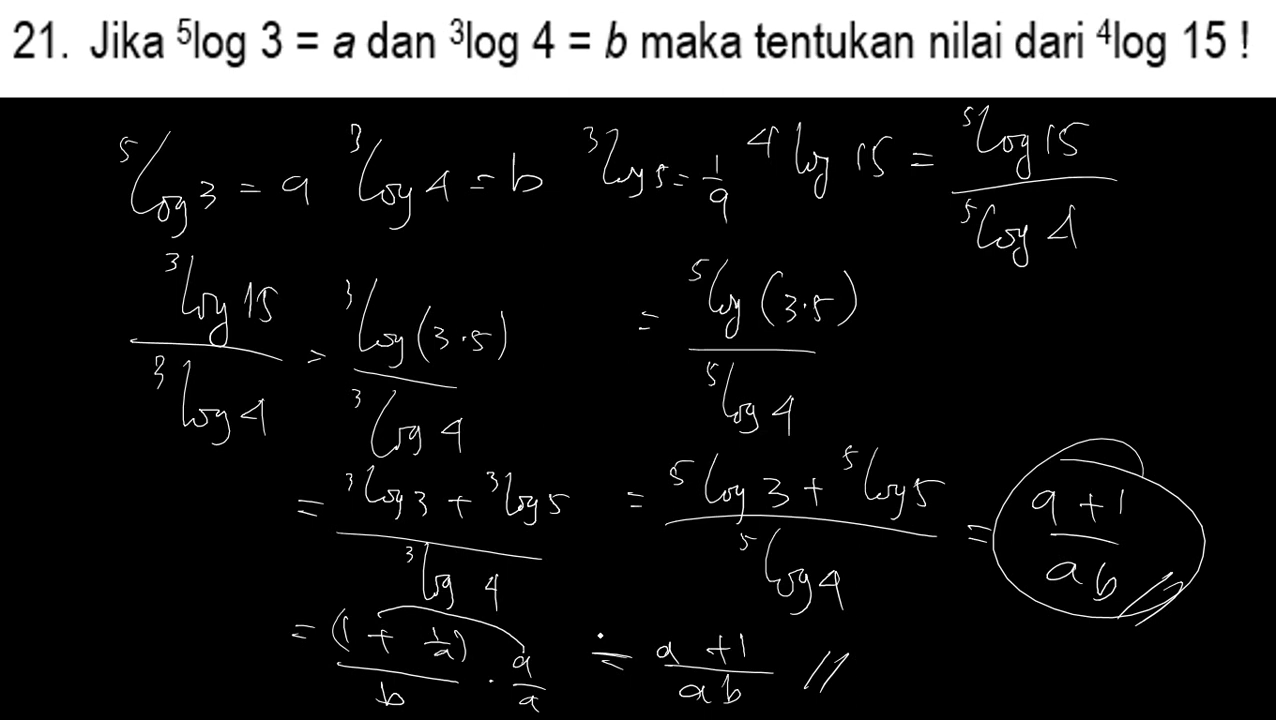 21. Jika ⁵log 3 = a dan ³log 4 = b maka tentukan nilai dari ⁴log 15 !
⁵log 3 = a   ³log 4 = b   ³log 5 = 1/a   ⁴log 15 = ⁵log 15 / ⁵log 4
³log 15 / ³log 4 = ³log (3·5) / ³log 4
= ³log 3 + ³log 5 / ³log 4
= (1 + 1/a) / b · a/a = a + 1 / ab //
= ⁵log (3·5) / ⁵log 4
= ⁵log 3 + ⁵log 5 / ⁵log 4 = a + 1 / ab //